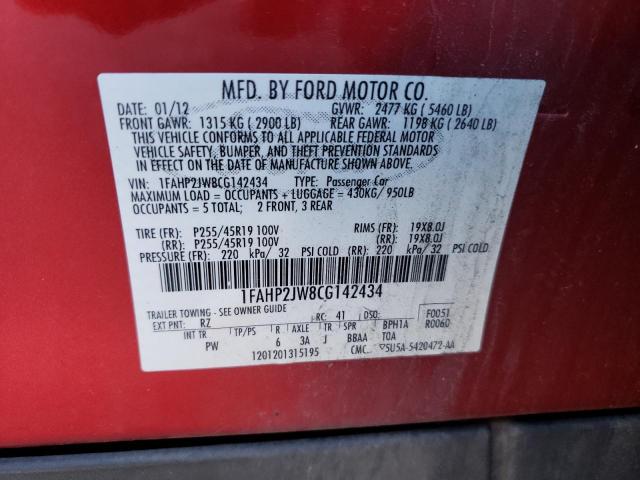 MFD. BY FORD MOTOR CO.
DATE: 01/12 GVWR: 2477 KG ( 5460 LB)
FRONT GAWR: 1315 KG ( 2900 LB) REAR GAWR: 1198 KG ( 2640 LB)
THIS VEHICLE CONFORMS TO ALL APPLICABLE FEDERAL MOTOR
VEHICLE SAFETY, BUMPER, AND THEFT PREVENTION STANDARDS
IN EFFECT ON THE DATE OF MANUFACTURE SHOWN ABOVE.
VIN: 1FAHP2JW8CG142434 TYPE: Passenger Car
MAXIMUM LOAD = OCCUPANTS + LUGGAGE = 430KG/ 950LB
OCCUPANTS = 5 TOTAL; 2 FRONT, 3 REAR
TIRE (FR): P255/45R19 100V RIMS (FR): 19X8.0J
(RR): P255/45R19 100V (RR): 19X8.0J
PRESSURE (FR): 220 kPa/ 32 PSI COLD (RR): 220 kPa/ 32 PSI COLD
1FAHP2JW8CG142434
TRAILER TOWING - SEE OWNER GUIDE F0051
EXT PNT: RZ RC: 41 DSO: R0060
INT TR TP/PS R AXLE TR SPR BPH1A
PW 6 3A J BBAA T0A
1201201315195 CMC. ▽5U5A-5420472-AA